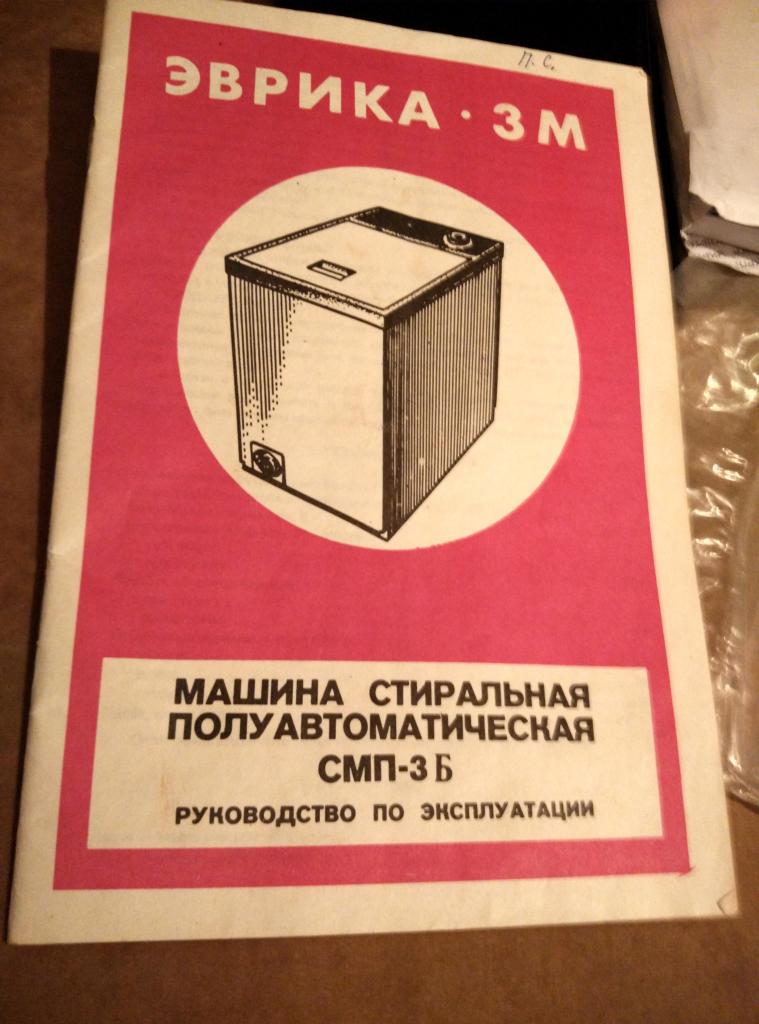 П. С.
ЭВРИКА · 3М
МАШИНА СТИРАЛЬНАЯ
ПОЛУАВТОМАТИЧЕСКАЯ
СМП-3Б
РУКОВОДСТВО ПО ЭКСПЛУАТАЦИИ